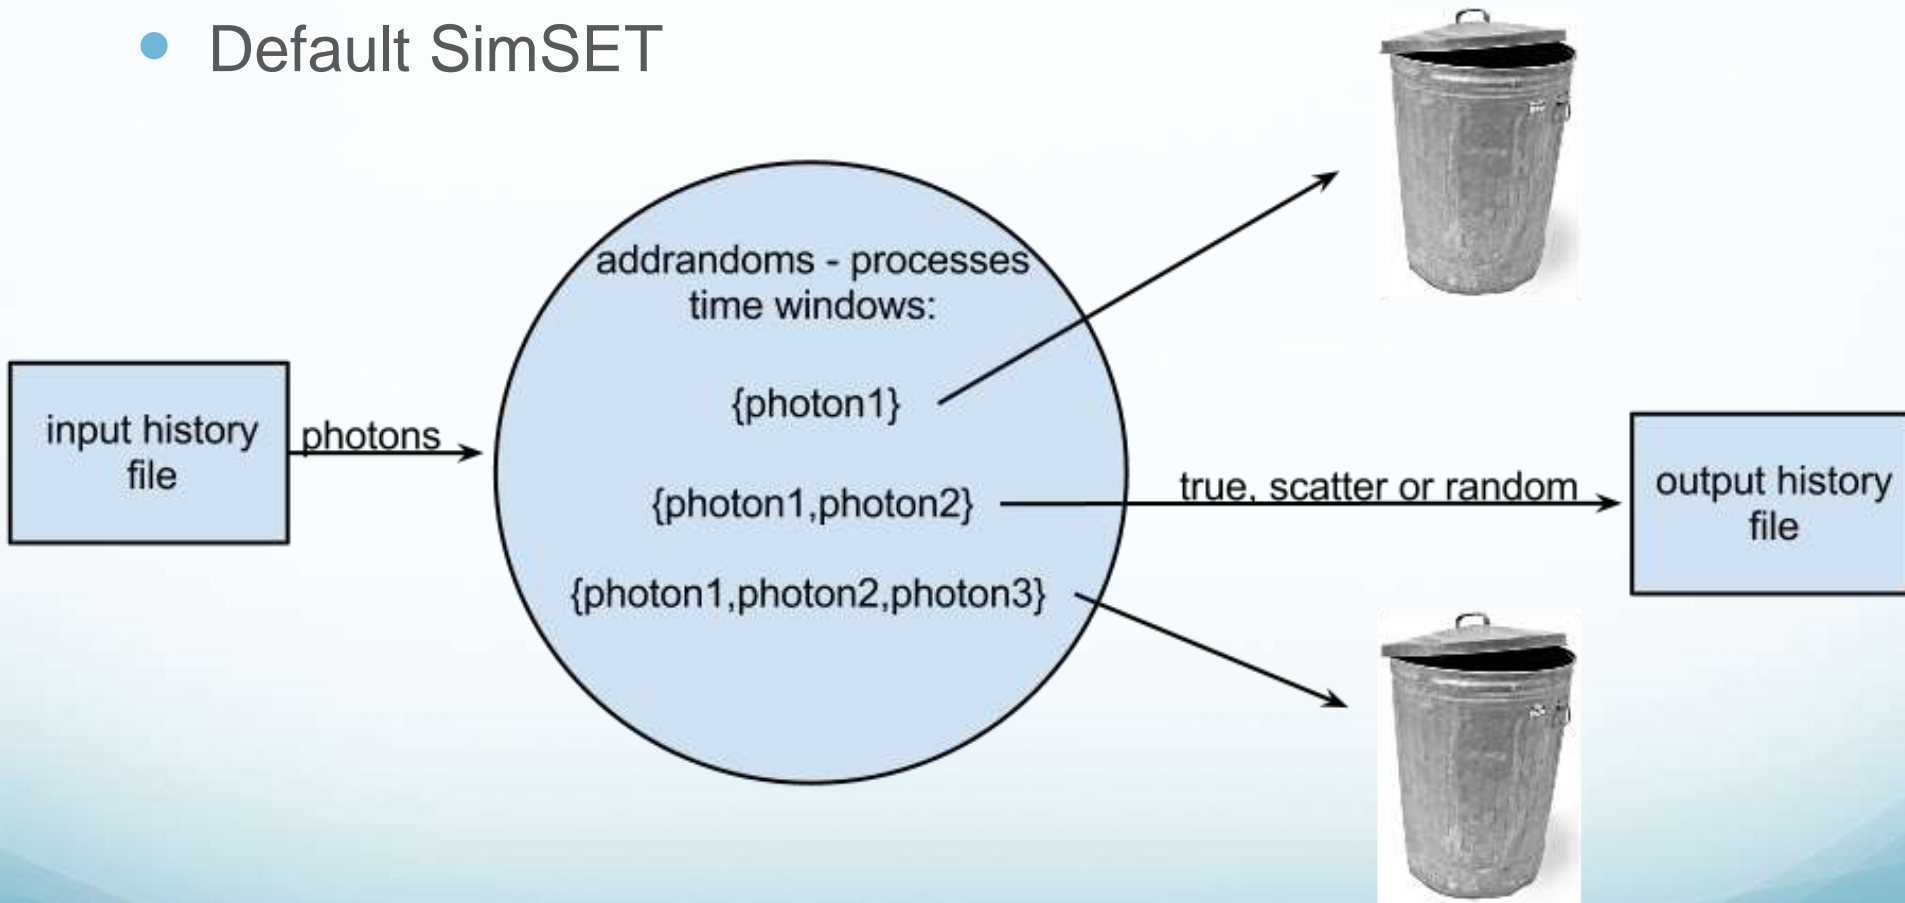 Default SimSET
addrandoms - processes
time windows:
{photon1}
input history
file
photons
{photon1,photon2}
true, scatter or random
output history
file
{photon1,photon2,photon3}